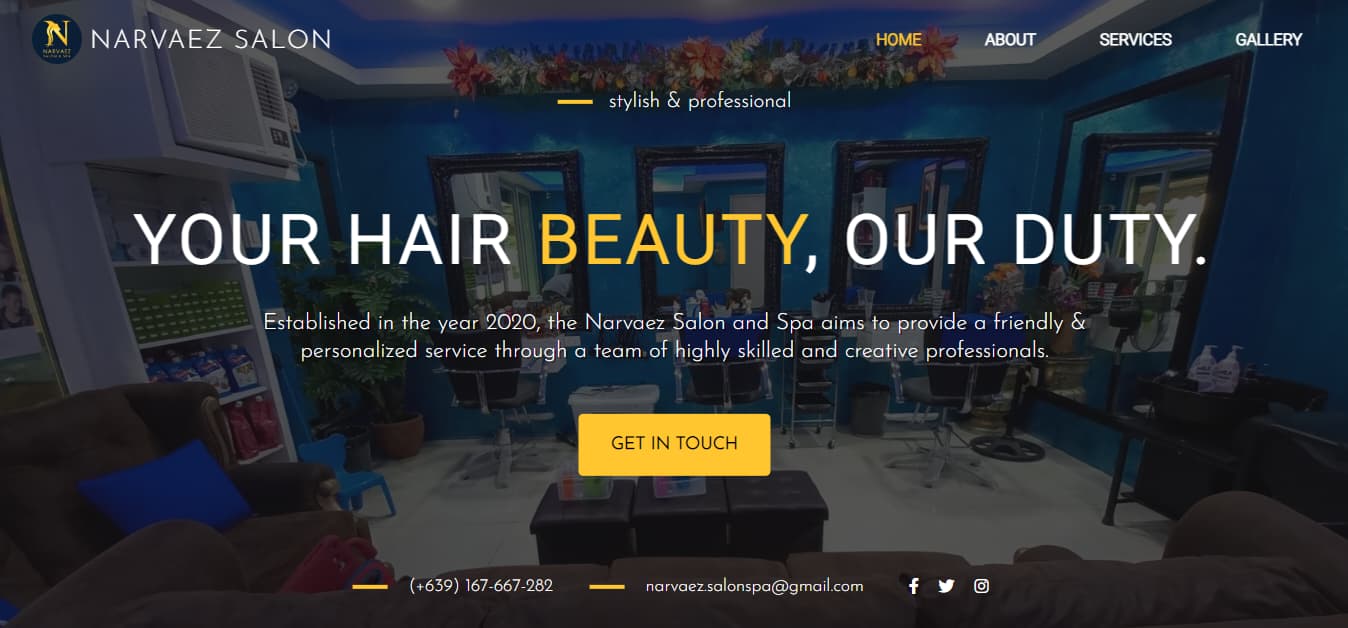 NARVAEZ
SALON & SPA
NARVAEZ SALON
HOME
ABOUT
SERVICES
GALLERY
stylish & professional
YOUR HAIR BEAUTY, OUR DUTY.
Established in the year 2020, the Narvaez Salon and Spa aims to provide a friendly &
personalized service through a team of highly skilled and creative professionals.
GET IN TOUCH
(+639) 167-667-282
narvaez.salonspa@gmail.com